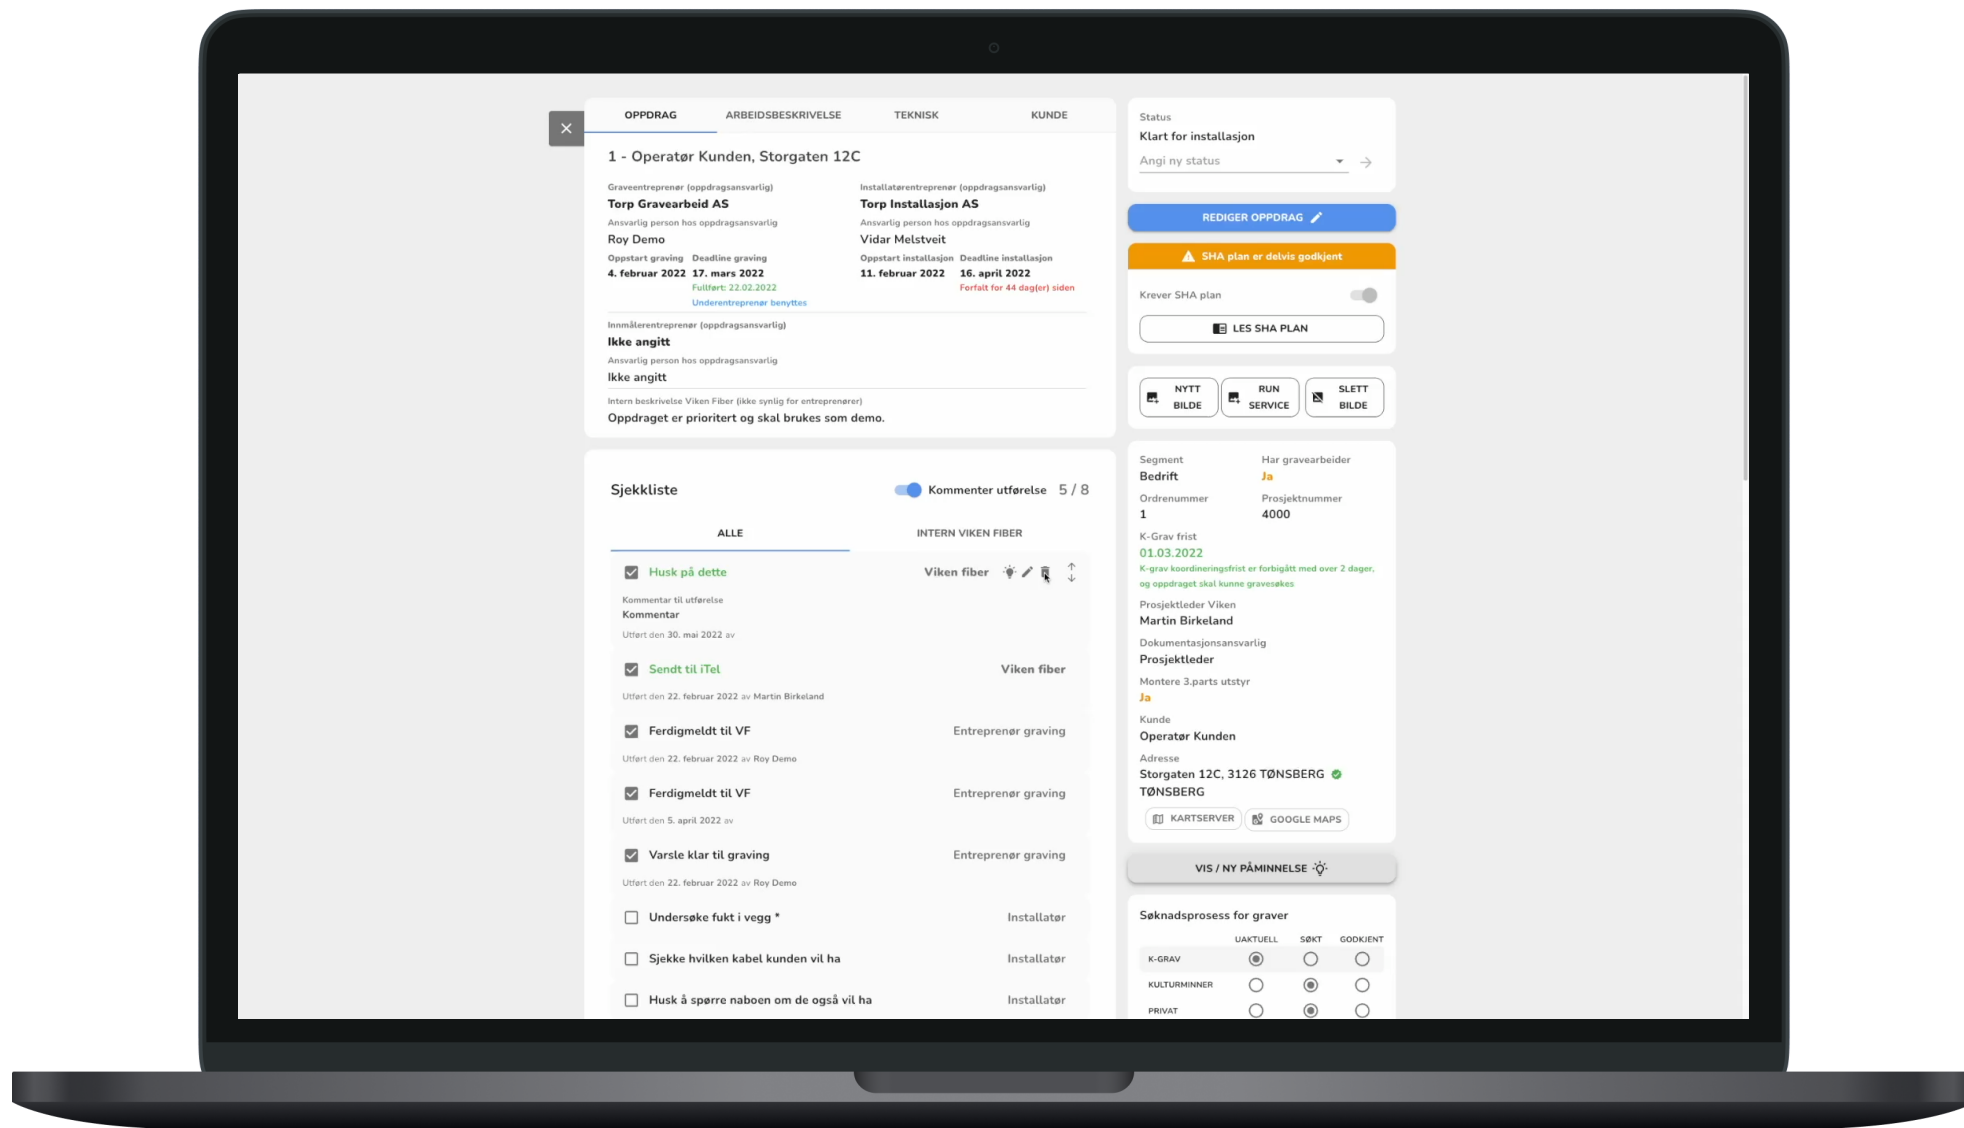 OPPDRAG ARBEIDSBESKRIVELSE TEKNISK KUNDE
1 - Operatør Kunden, Storgaten 12C
Graveentreprenør (oppdragsansvarlig) Installatørentreprenør (oppdragsansvarlig)
Torp Gravearbeid AS Torp Installasjon AS
Ansvarlig person hos oppdragsansvarlig Ansvarlig person hos oppdragsansvarlig
Roy Demo Vidar Melstveit
Oppstart graving Deadline graving Oppstart installasjon Deadline installasjon
4. februar 2022 17. mars 2022 11. februar 2022 16. april 2022
Fullført: 22.02.2022 Forfalt for 44 dag(er) siden
Underentreprenør benyttes
Innmålerentreprenør (oppdragsansvarlig)
Ikke angitt
Ansvarlig person hos oppdragsansvarlig
Ikke angitt
Intern beskrivelse Viken Fiber (ikke synlig for entreprenører)
Oppdraget er prioritert og skal brukes som demo.
Sjekkliste Kommenter utførelse 5 / 8
ALLE INTERN VIKEN FIBER
Husk på dette Viken fiber
Kommentar til utførelse
Kommentar
Utført den 30. mai 2022 av
Sendt til iTel Viken fiber
Utført den 22. februar 2022 av Martin Birkeland
Ferdigmeldt til VF Entreprenør graving
Utført den 22. februar 2022 av Roy Demo
Ferdigmeldt til VF Entreprenør graving
Utført den 5. april 2022 av
Varsle klar til graving Entreprenør graving
Utført den 22. februar 2022 av Roy Demo
Undersøke fukt i vegg * Installatør
Sjekke hvilken kabel kunden vil ha Installatør
Husk å spørre naboen om de også vil ha Installatør
Status
Klart for installasjon
Angi ny status
REDIGER OPPDRAG
SHA plan er delvis godkjent
Krever SHA plan
LES SHA PLAN
NYTT BILDE
RUN SERVICE
SLETT BILDE
Segment Har gravearbeider
Bedrift Ja
Ordrenummer Prosjektnummer
1 4000
K-Grav frist
01.03.2022
K-grav koordineringsfrist er forbigått med over 2 dager,
og oppdraget skal kunne gravesøkes
Prosjektleder Viken
Martin Birkeland
Dokumentasjonsansvarlig
Prosjektleder
Montere 3.parts utstyr
Ja
Kunde
Operatør Kunden
Adresse
Storgaten 12C, 3126 TØNSBERG
TØNSBERG
KARTSERVER GOOGLE MAPS
VIS / NY PÅMINNELSE
Søknadsprosess for graver
UAKTUELL SØKT GODKJENT
K-GRAV
KULTURMINNER
PRIVAT